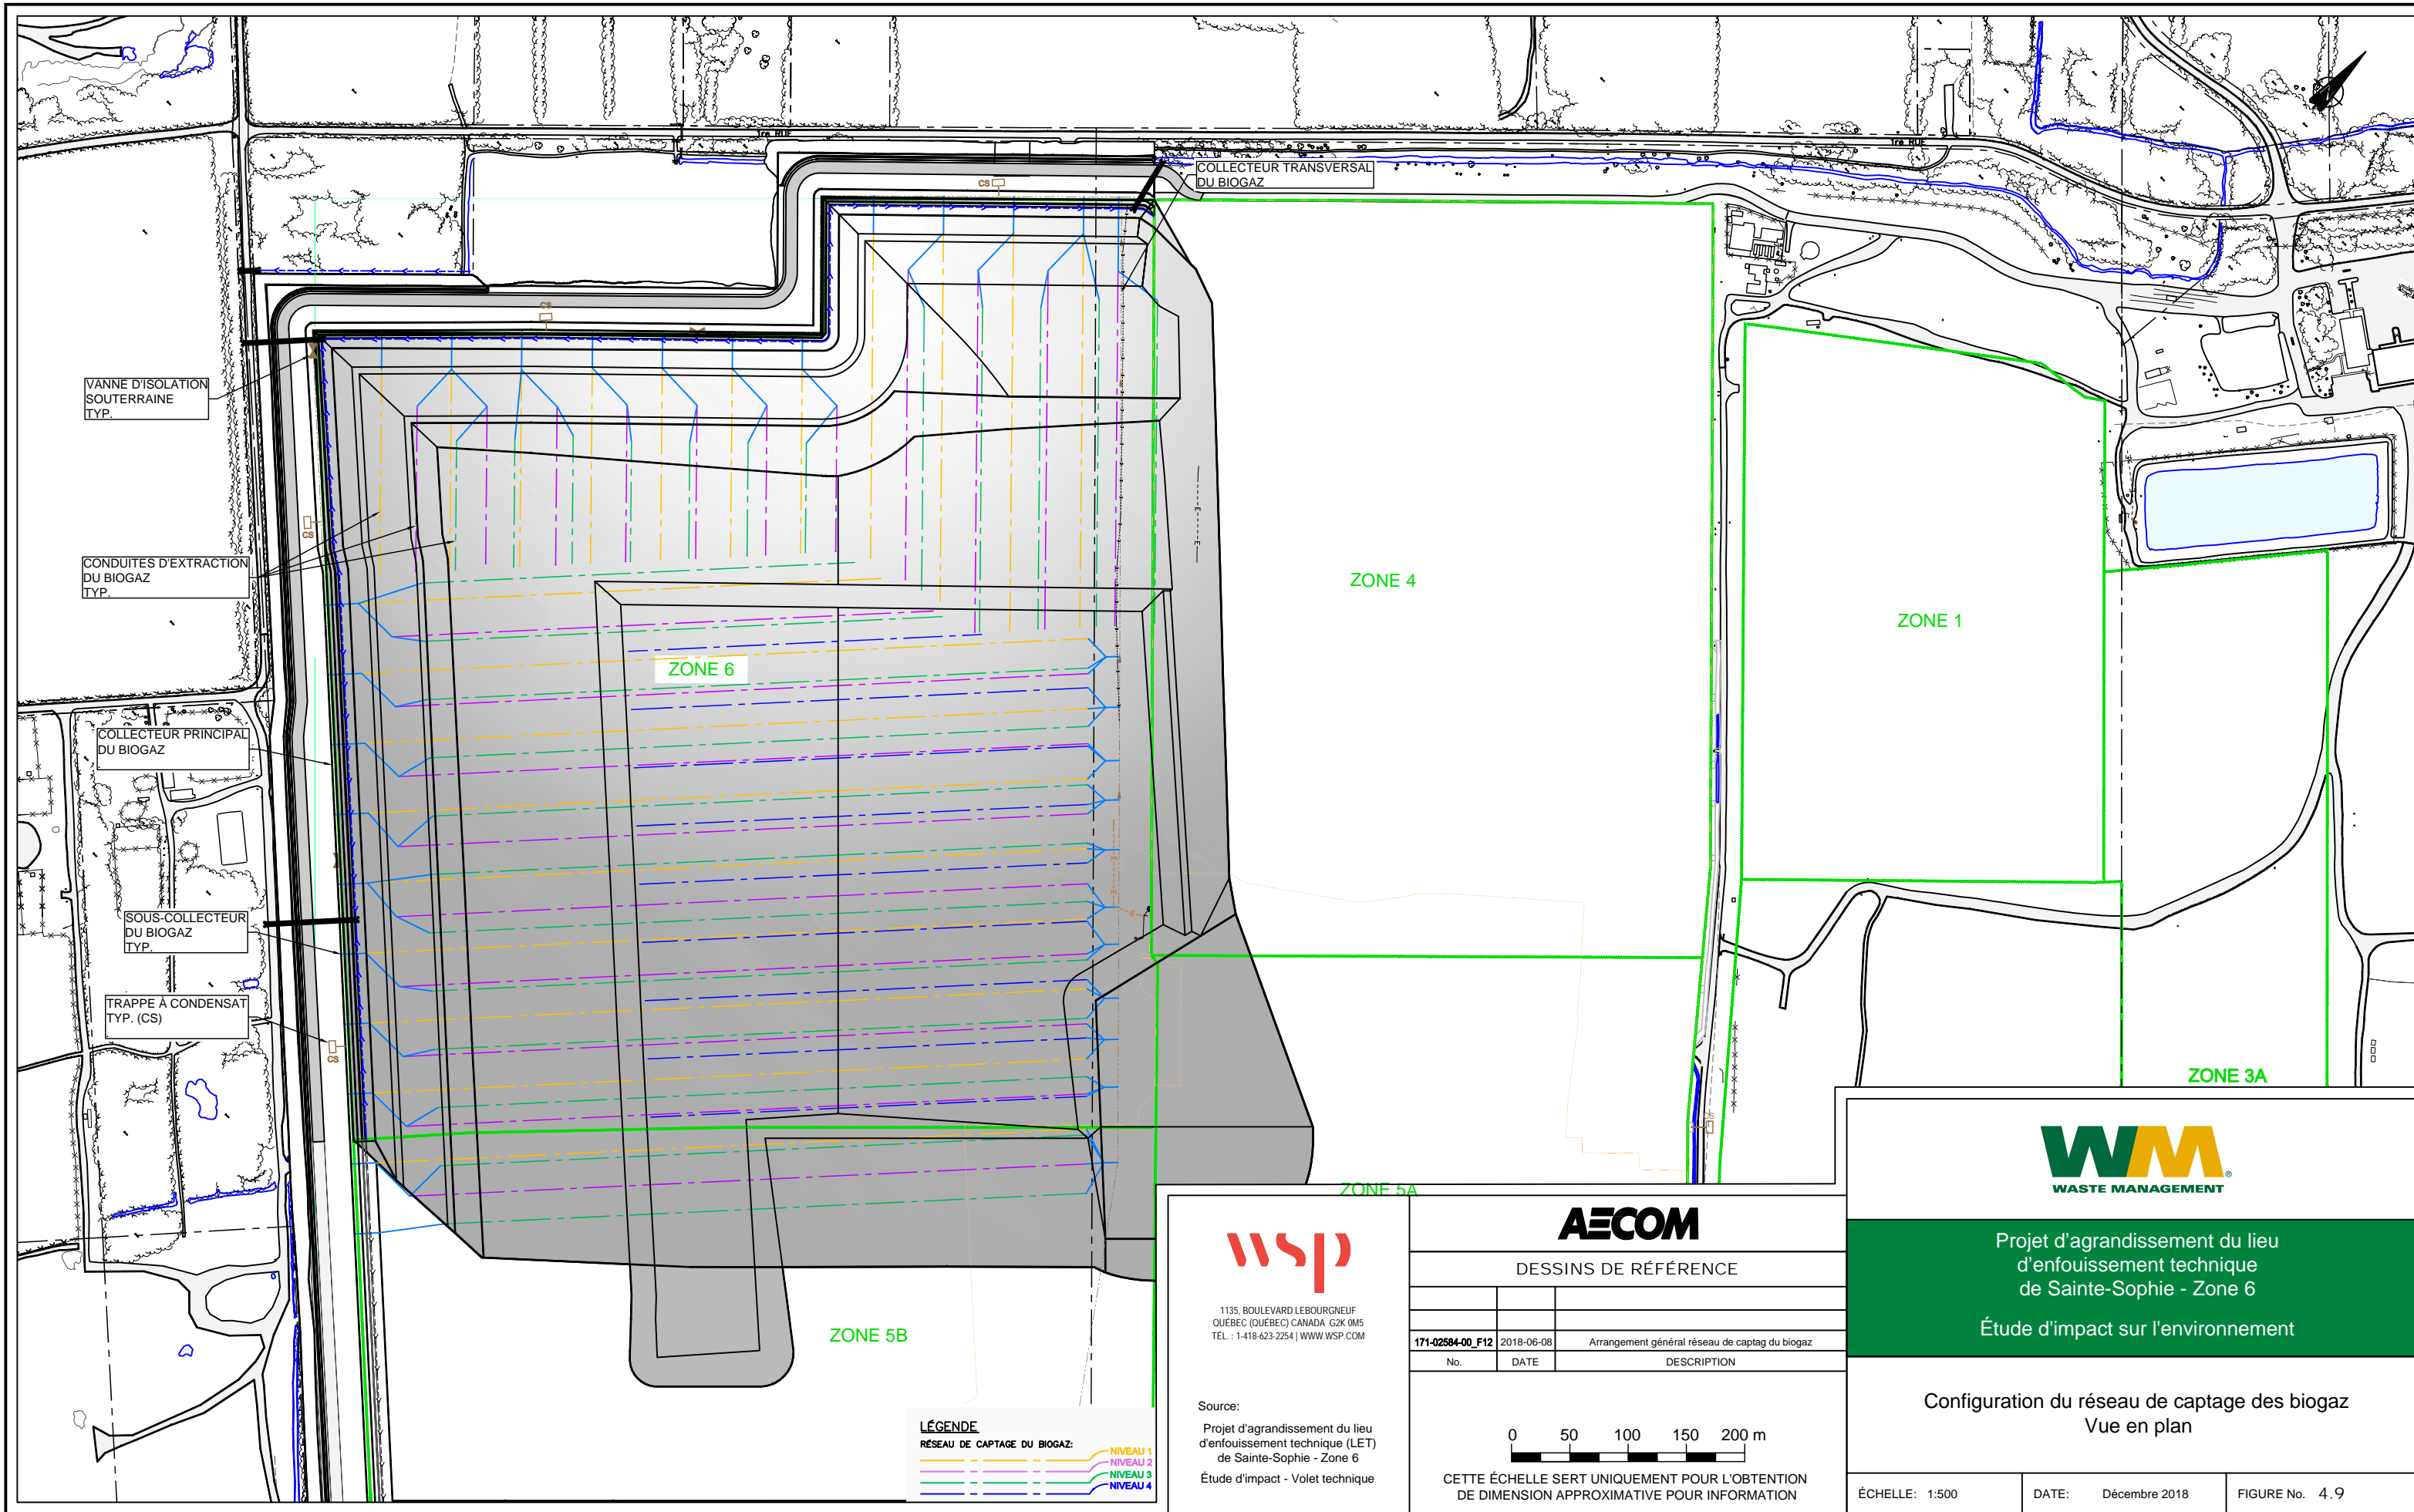 1re RUE
1re RUE
COLLECTEUR TRANSVERSAL
DU BIOGAZ
CS
CS
VANNE D'ISOLATION
SOUTERRAINE
TYP.
CS
CONDUITES D'EXTRACTION
DU BIOGAZ
TYP.
ZONE 4
ZONE 1
ZONE 6
COLLECTEUR PRINCIPAL
DU BIOGAZ
SOUS-COLLECTEUR
DU BIOGAZ
TYP.
TRAPPE À CONDENSAT
TYP. (CS)
CS
ZONE 3A
CS
ZONE 5A
ZONE 5B
LÉGENDE
RÉSEAU DE CAPTAGE DU BIOGAZ:
NIVEAU 1
NIVEAU 2
NIVEAU 3
NIVEAU 4
wsp
1135, BOULEVARD LEBOURGNEUF
QUÉBEC (QUÉBEC) CANADA G2K 0M5
TÉL. : 1-418-623-2254 | WWW.WSP.COM
Source:
Projet d'agrandissement du lieu
d'enfouissement technique (LET)
de Sainte-Sophie - Zone 6
Étude d'impact - Volet technique
AECOM
DESSINS DE RÉFÉRENCE
171-02584-00_F12 2018-06-08 Arrangement général réseau de captag du biogaz
No. DATE DESCRIPTION
0 50 100 150 200 m
CETTE ÉCHELLE SERT UNIQUEMENT POUR L'OBTENTION
DE DIMENSION APPROXIMATIVE POUR INFORMATION
WM®
WASTE MANAGEMENT
Projet d'agrandissement du lieu
d'enfouissement technique
de Sainte-Sophie - Zone 6
Étude d'impact sur l'environnement
Configuration du réseau de captage des biogaz
Vue en plan
ÉCHELLE: 1:500 DATE: Décembre 2018 FIGURE No. 4.9